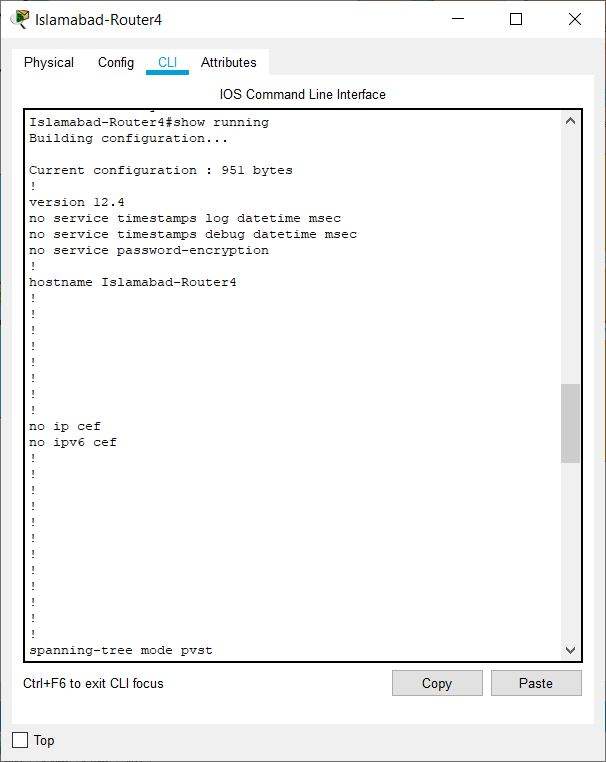 Islamabad-Router4
Physical Config CLI Attributes
IOS Command Line Interface
Islamabad-Router4#show running
Building configuration...
Current configuration : 951 bytes
!
version 12.4
no service timestamps log datetime msec
no service timestamps debug datetime msec
no service password-encryption
!
hostname Islamabad-Router4
!
!
!
!
!
!
!
!
no ip cef
no ipv6 cef
!
!
!
!
!
!
!
!
!
!
!
!
spanning-tree mode pvst
Ctrl+F6 to exit CLI focus
Copy Paste
Top